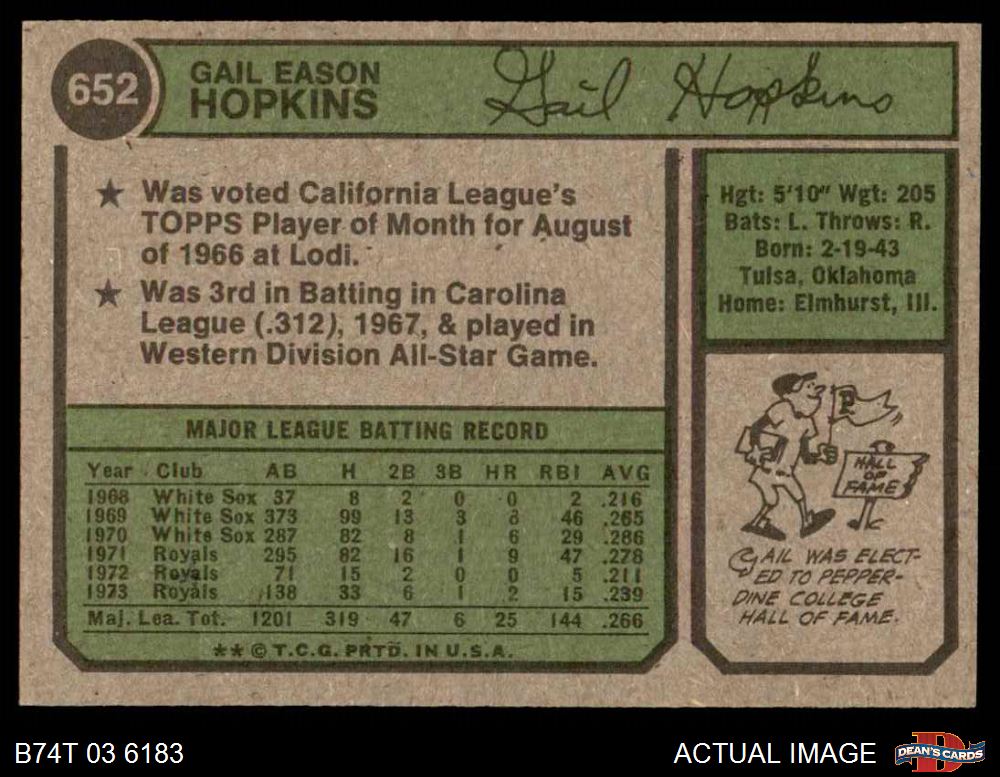 652
GAIL EASON
HOPKINS
Gail Hopkins
★ Was voted California League's
TOPPS Player of Month for August
of 1966 at Lodi.
★ Was 3rd in Batting in Carolina
League (.312), 1967, & played in
Western Division All-Star Game.
Hgt: 5'10" Wgt: 205
Bats: L. Throws: R.
Born: 2-19-43
Tulsa, Oklahoma
Home: Elmhurst, Ill.
MAJOR LEAGUE BATTING RECORD
Year Club AB H 2B 3B HR RBI AVG
1968 White Sox 37 8 2 0 0 2 .216
1969 White Sox 373 99 13 3 8 46 .265
1970 White Sox 287 82 8 1 6 29 .286
1971 Royals 295 82 16 1 9 47 .278
1972 Royals 71 15 2 0 0 5 .211
1973 Royals 138 33 6 1 2 15 .239
Maj. Lea. Tot. 1201 319 47 6 25 144 .266
** © T.C.G. PRTD. IN U.S.A.
P
HALL
OF
FAME
GAIL WAS ELECT-
ED TO PEPPER-
DINE COLLEGE
HALL OF FAME.
B74T 03 6183
ACTUAL IMAGE
D
DEAN'S CARDS